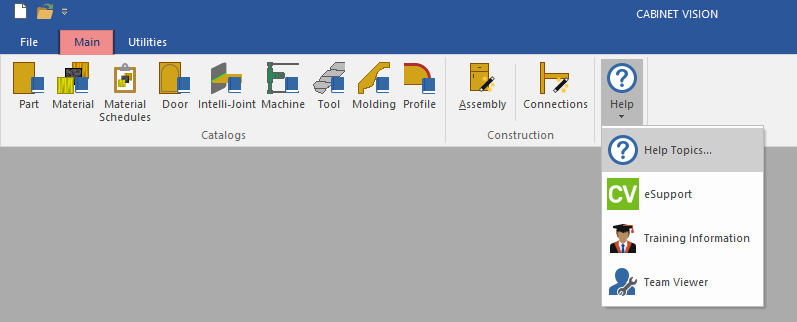 CABINET VISION
File Main Utilities
Part Material Material Schedules Door Intelli-Joint Machine Tool Molding Profile Assembly Connections Help
Catalogs Construction
Help Topics...
CV eSupport
Training Information
Team Viewer